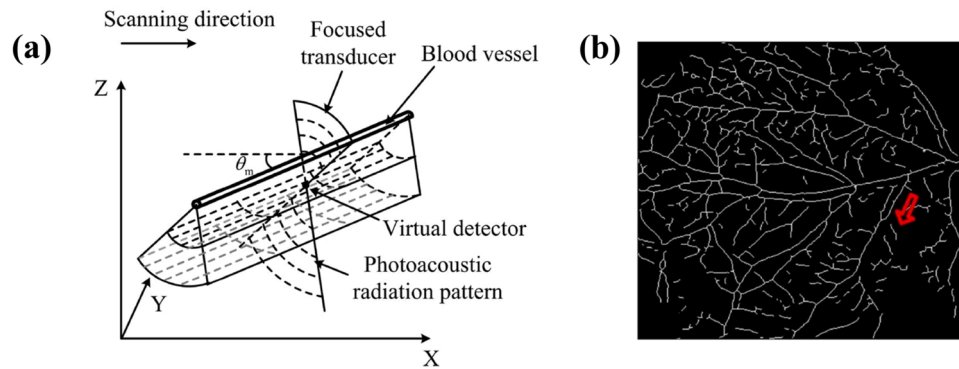 Scanning direction
(a)
Focused
transducer
Blood vessel
(b)
Z
θm
Virtual detector
Photoacoustic
radiation pattern
Y
X